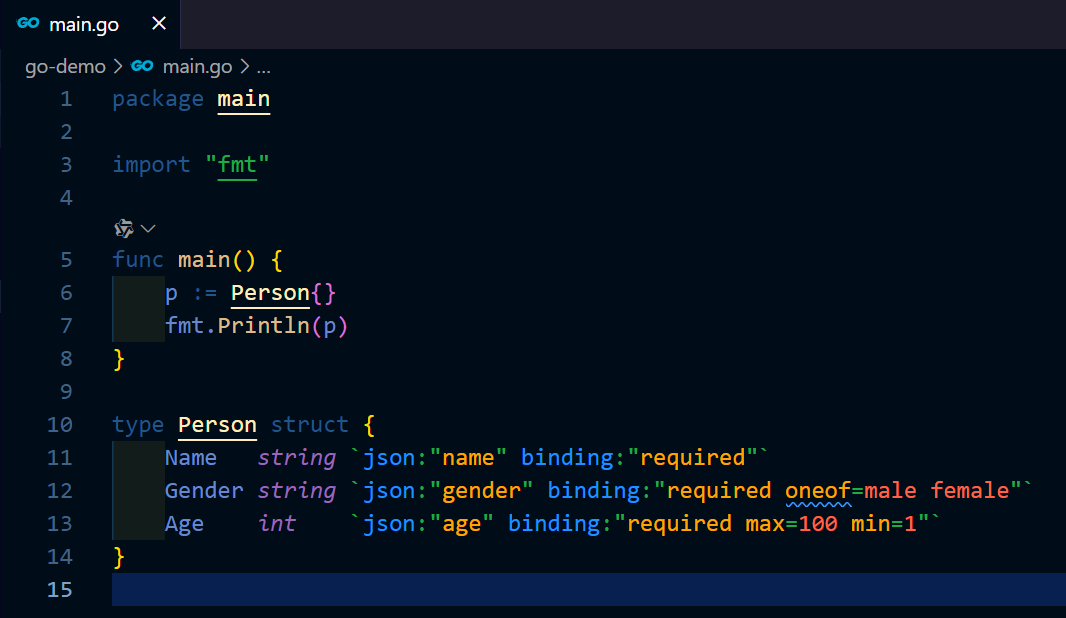 GO main.go ×
go-demo > GO main.go > ...
1 package main
2
3 import "fmt"
4
5 func main() {
6     p := Person{}
7     fmt.Println(p)
8 }
9
10 type Person struct {
11     Name   string `json:"name" binding:"required"`
12     Gender string `json:"gender" binding:"required oneof=male female"`
13     Age    int    `json:"age" binding:"required max=100 min=1"`
14 }
15